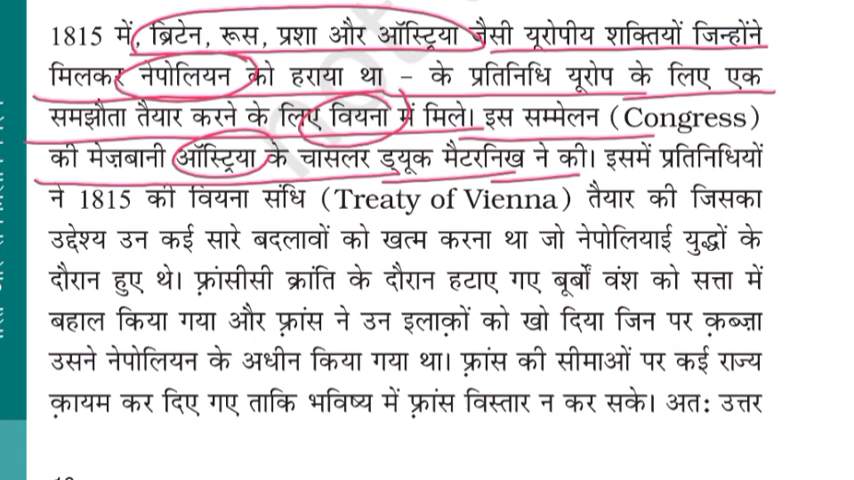 1815 में, ब्रिटेन, रूस, प्रशा और ऑस्ट्रिया जैसी यूरोपीय शक्तियों जिन्होंने
मिलकर नेपोलियन को हराया था – के प्रतिनिधि यूरोप के लिए एक
समझौता तैयार करने के लिए वियना में मिले। इस सम्मेलन (Congress)
की मेज़बानी ऑस्ट्रिया के चांसलर ड्यूक मैटरनिख ने की। इसमें प्रतिनिधियों
ने 1815 की वियना संधि (Treaty of Vienna) तैयार की जिसका
उद्देश्य उन कई सारे बदलावों को खत्म करना था जो नेपोलियाई युद्धों के
दौरान हुए थे। फ़्रांसीसी क्रांति के दौरान हटाए गए बूर्बों वंश को सत्ता में
बहाल किया गया और फ़्रांस ने उन इलाक़ों को खो दिया जिन पर क़ब्ज़ा
उसने नेपोलियन के अधीन किया गया था। फ़्रांस की सीमाओं पर कई राज्य
क़ायम कर दिए गए ताकि भविष्य में फ़्रांस विस्तार न कर सके। अतः उत्तर